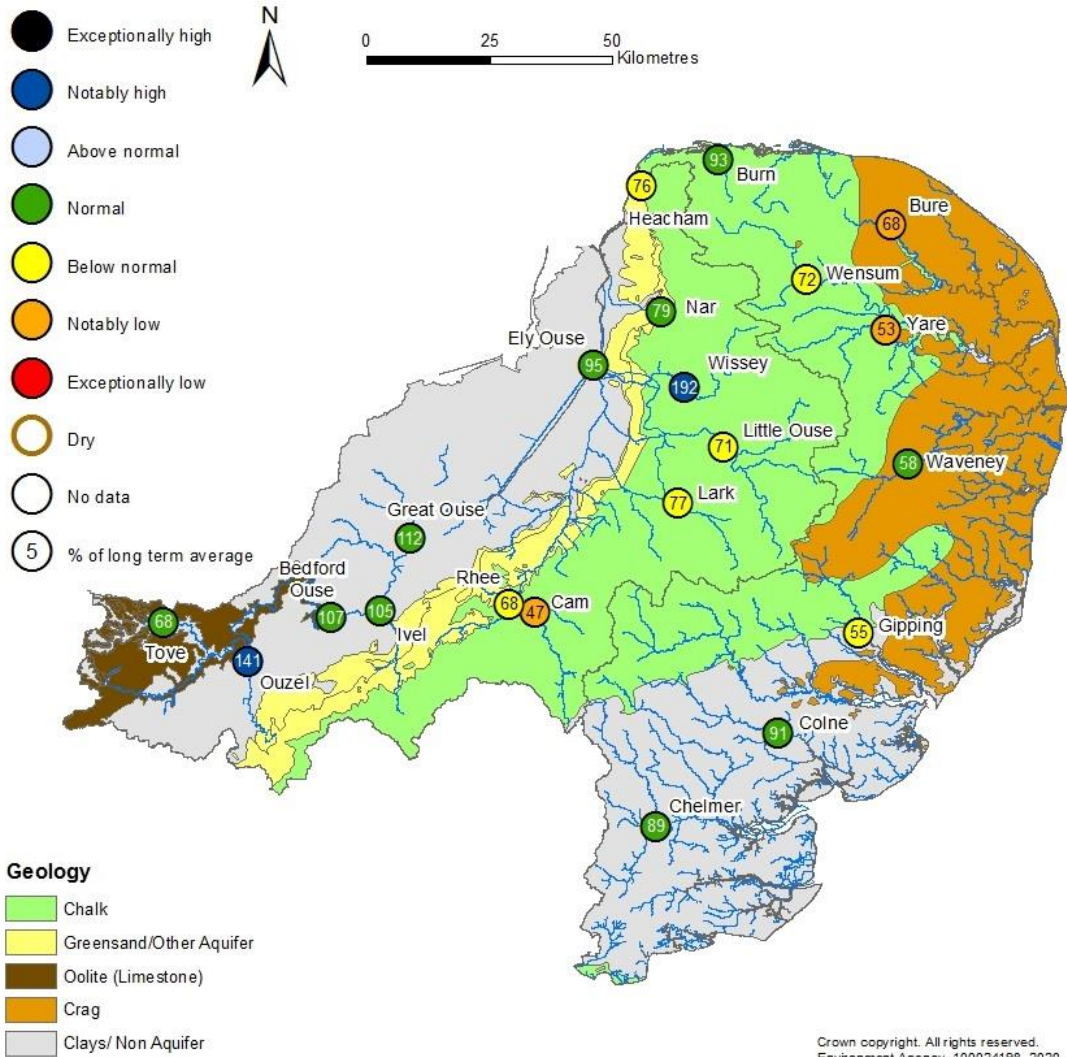 Exceptionally high
Notably high
Above normal
Normal
Below normal
Notably low
Exceptionally low
Dry
No data
5 % of long term average
N
0 25 50
Kilometres
93
Burn
76
Heacham
Bure
68
Wensum
72
Nar
79
Yare
53
Ely Ouse
95
Wissey
192
Little Ouse
71
Waveney
58
Lark
77
Great Ouse
112
Bedford
Ouse
107
105
Ivel
Rhee
68
47
Cam
68
Tove
141
Ouzel
Gipping
55
Colne
91
Chelmer
89
Geology
Chalk
Greensand/Other Aquifer
Oolite (Limestone)
Crag
Clays/ Non Aquifer
Crown copyright. All rights reserved.
Environment Agency, 100024198, 2020